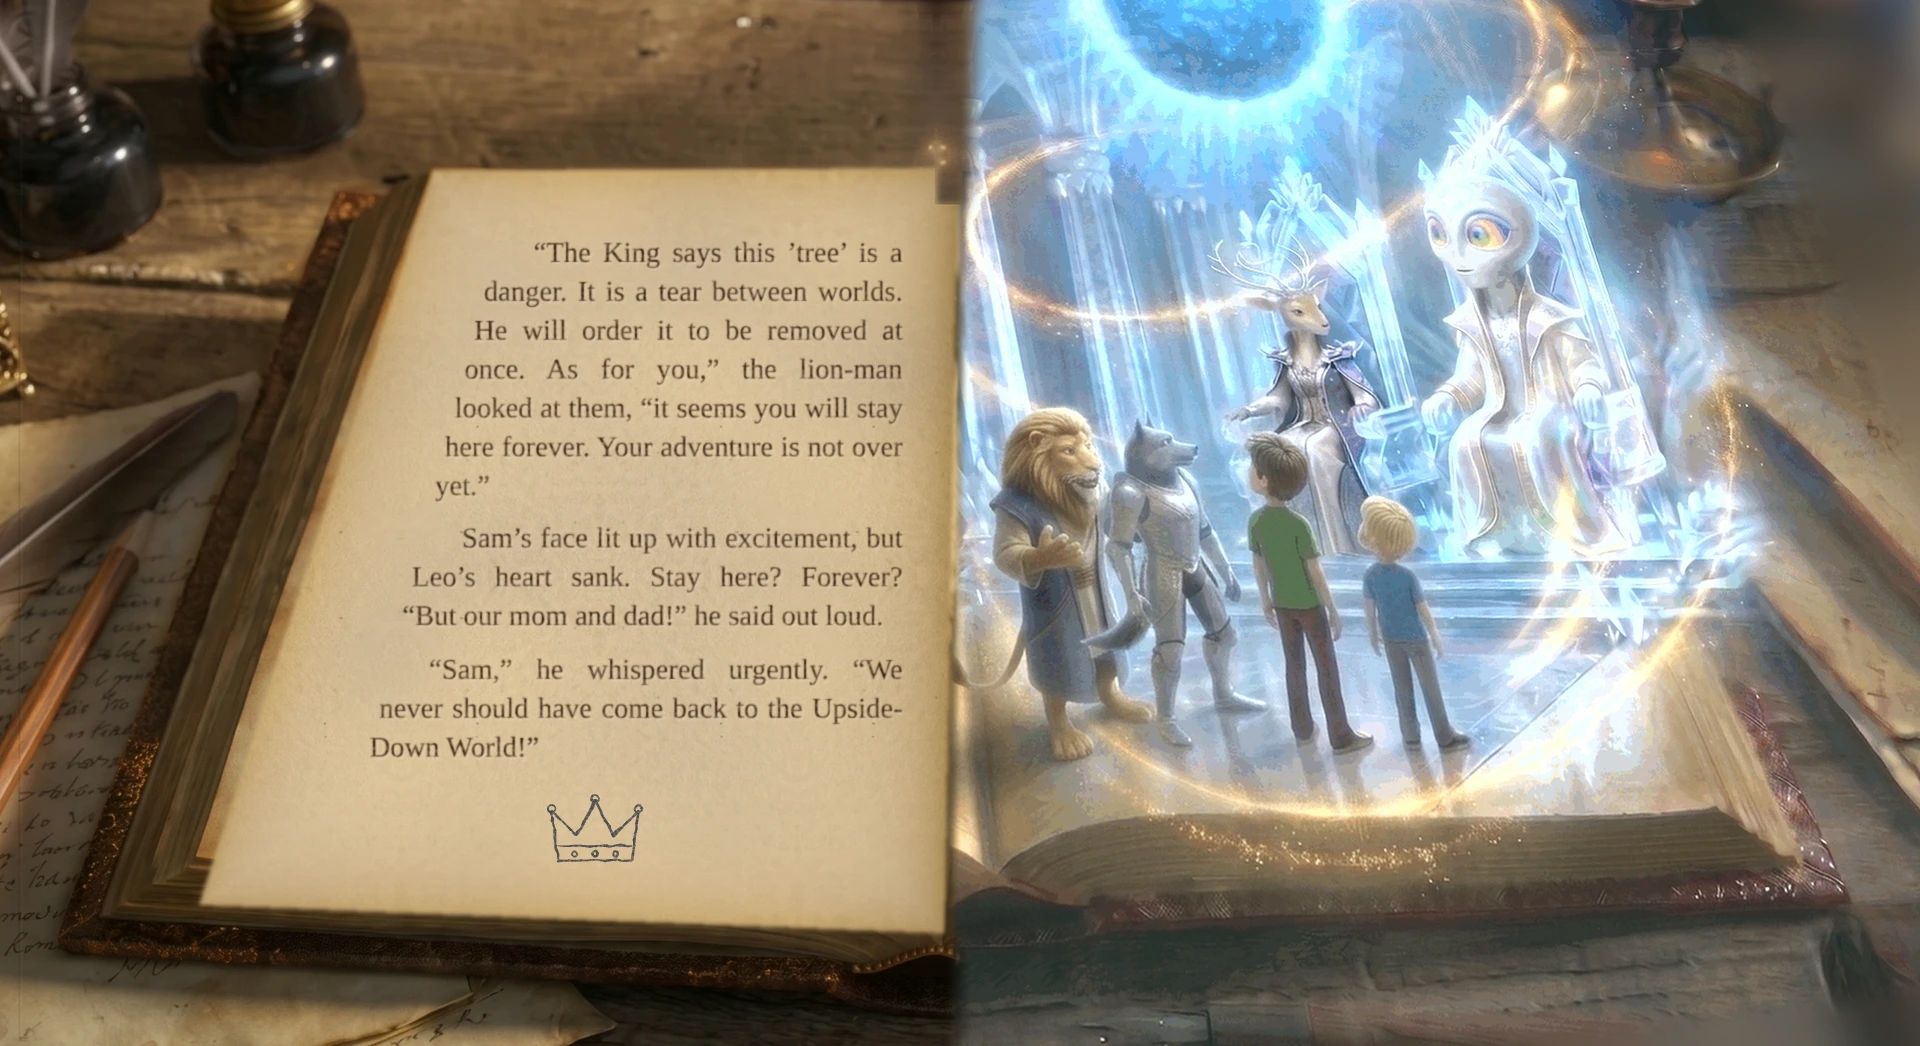 “The King says this ’tree’ is a
danger. It is a tear between worlds.
He will order it to be removed at
once. As for you,” the lion-man
looked at them, “it seems you will stay
here forever. Your adventure is not over
yet.”
Sam’s face lit up with excitement, but
Leo’s heart sank. Stay here? Forever?
“But our mom and dad!” he said out loud.
“Sam,” he whispered urgently. “We
never should have come back to the Upside-
Down World!”